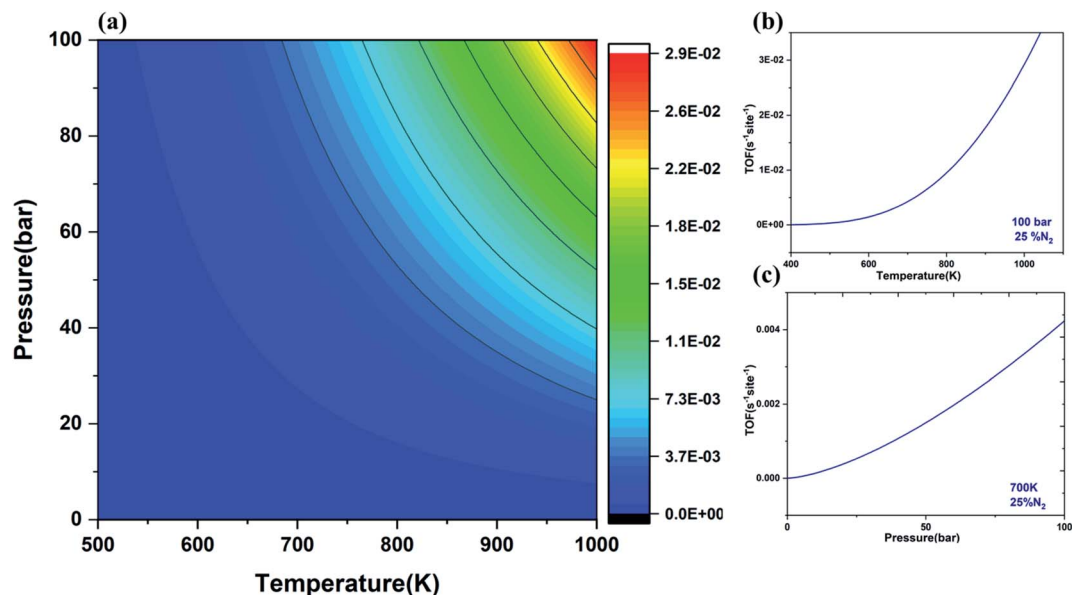 (a)
Pressure(bar)
100
80
60
40
20
0
500
600
700
800
900
1000
Temperature(K)
2.9E-02
2.6E-02
2.2E-02
1.8E-02
1.5E-02
1.1E-02
7.3E-03
3.7E-03
0.0E+00
(b)
TOF(s⁻¹site⁻¹)
3E-02
2E-02
1E-02
0E+00
100 bar
25 %N₂
400
600
800
1000
Temperature(K)
(c)
TOF(s⁻¹site⁻¹)
0.004
0.002
0.000
700K
25%N₂
0
50
100
Pressure(bar)